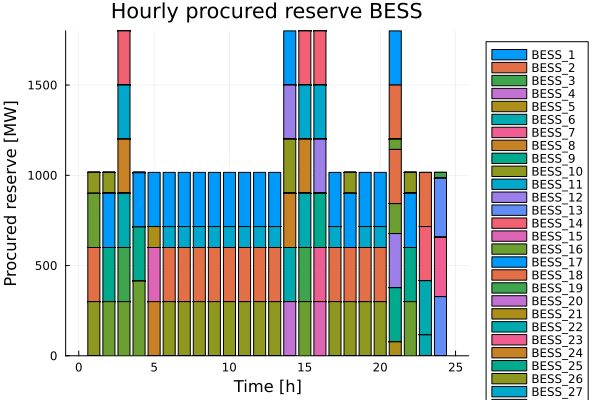 Hourly procured reserve BESS
Procured reserve [MW]
1500
1000
500
0
0 5 10 15 20 25
Time [h]
BESS_1
BESS_2
BESS_3
BESS_4
BESS_5
BESS_6
BESS_7
BESS_8
BESS_9
BESS_10
BESS_11
BESS_12
BESS_13
BESS_14
BESS_15
BESS_16
BESS_17
BESS_18
BESS_19
BESS_20
BESS_21
BESS_22
BESS_23
BESS_24
BESS_25
BESS_26
BESS_27